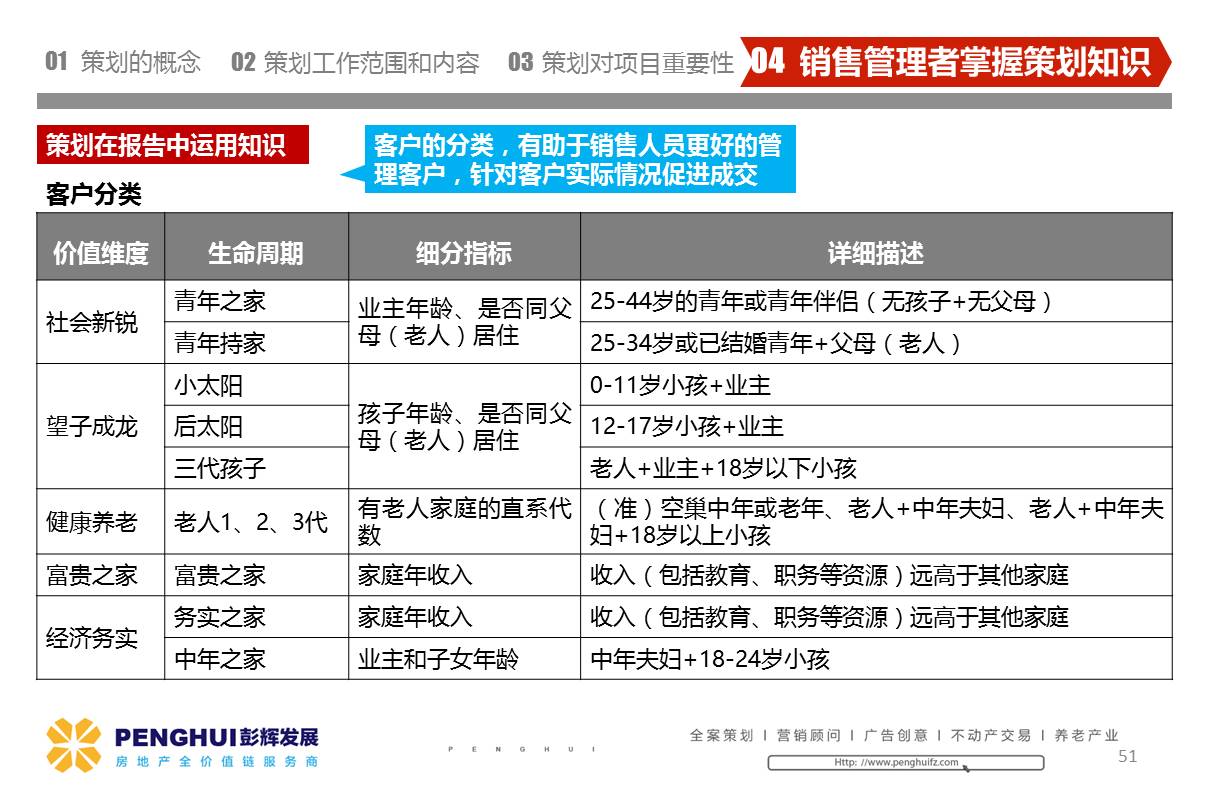 01 策划的概念 02 策划工作范围和内容 03 策划对项目重要性 04 销售管理者掌握策划知识
策划在报告中运用知识
客户的分类，有助于销售人员更好的管
理客户，针对客户实际情况促进成交
客户分类
价值维度 生命周期 细分指标 详细描述
社会新锐
青年之家
业主年龄、是否同父
母（老人）居住
25-44岁的青年或青年伴侣（无孩子+无父母）
青年持家
25-34岁或已结婚青年+父母（老人）
望子成龙
小太阳
孩子年龄、是否同父
母（老人）居住
0-11岁小孩+业主
后太阳
12-17岁小孩+业主
三代孩子
老人+业主+18岁以下小孩
健康养老
老人1、2、3代
有老人家庭的直系代
数
（准）空巢中年或老年、老人+中年夫妇、老人+中年夫
妇+18岁以上小孩
富贵之家 富贵之家 家庭年收入 收入（包括教育、职务等资源）远高于其他家庭
经济务实
务实之家 家庭年收入 收入（包括教育、职务等资源）远高于其他家庭
中年之家 业主和子女年龄 中年夫妇+18-24岁小孩
PENGHUI彭辉发展
房地产全价值链服务商
PENGHUI
全案策划 I 营销顾问 I 广告创意 I 不动产交易 I 养老产业
Http: //www.penghuifz.com
51